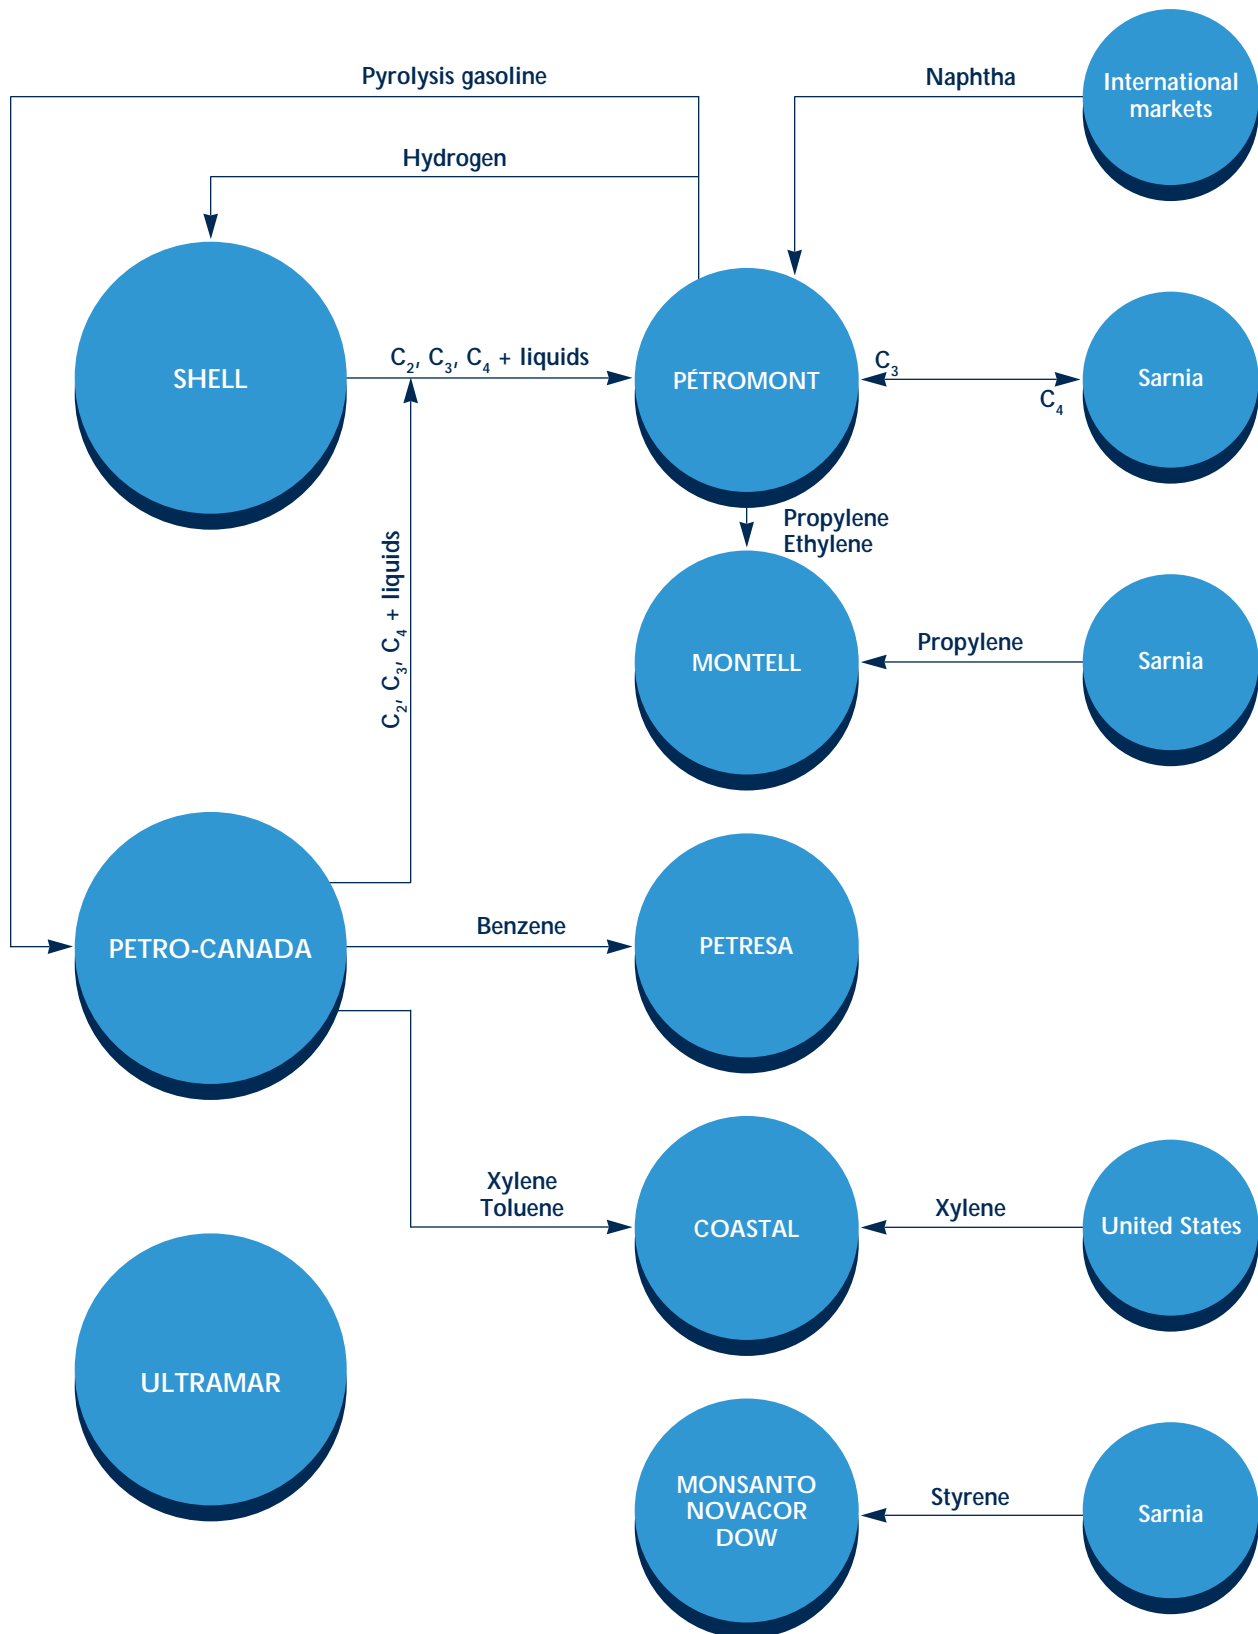 Pyrolysis gasoline
Naphtha
International
markets
Hydrogen
SHELL
C₂, C₃, C₄ + liquids
PÉTROMONT
C₃
C₄
Sarnia
Propylene
Ethylene
C₂, C₃, C₄ + liquids
MONTELL
Propylene
Sarnia
PETRO-CANADA
Benzene
PETRESA
Xylene
Toluene
COASTAL
Xylene
United States
ULTRAMAR
MONSANTO
NOVACOR
DOW
Styrene
Sarnia